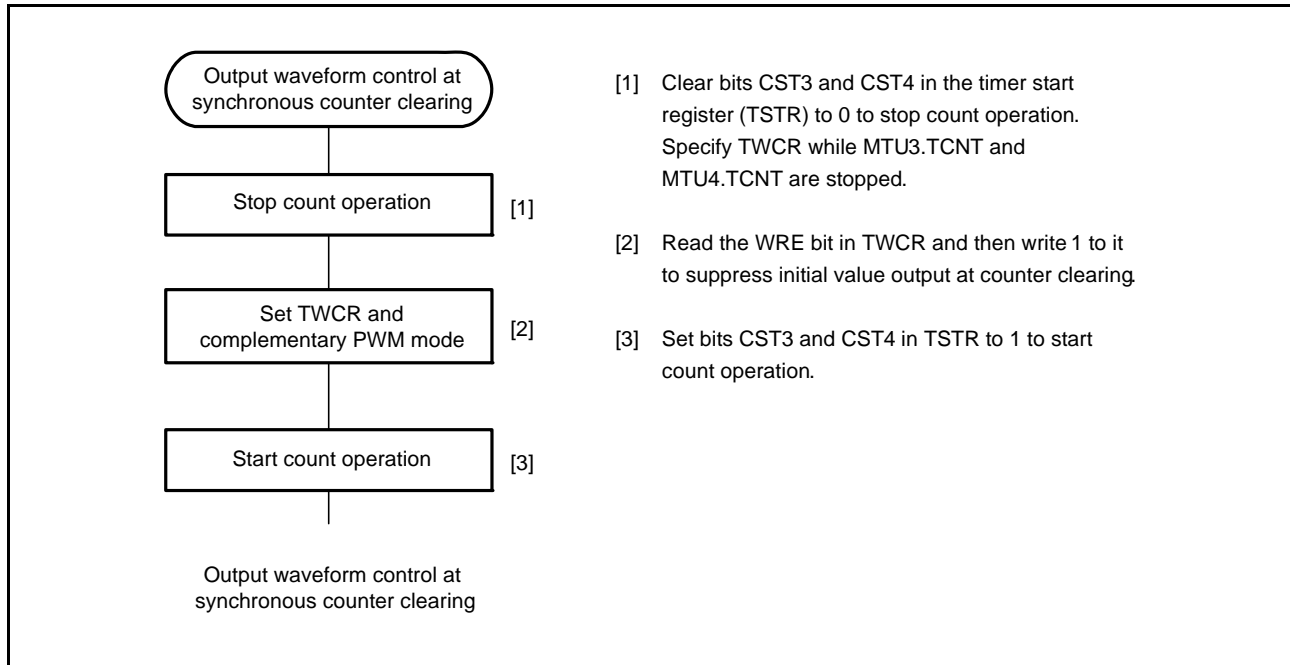 Output waveform control at
synchronous counter clearing
Stop count operation
[1]
Set TWCR and
complementary PWM mode
[2]
Start count operation
[3]
Output waveform control at
synchronous counter clearing
[1] Clear bits CST3 and CST4 in the timer start
register (TSTR) to 0 to stop count operation.
Specify TWCR while MTU3.TCNT and
MTU4.TCNT are stopped.
[2] Read the WRE bit in TWCR and then write 1 to it
to suppress initial value output at counter clearing.
[3] Set bits CST3 and CST4 in TSTR to 1 to start
count operation.